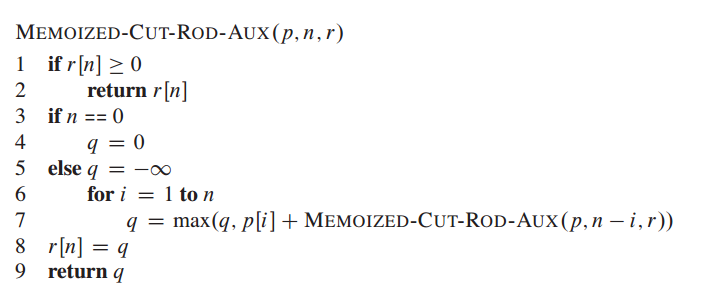 MEMOIZED-CUT-ROD-AUX(p, n, r)
1 if r[n] ≥ 0
2 return r[n]
3 if n == 0
4 q = 0
5 else q = −∞
6 for i = 1 to n
7 q = max(q, p[i] + MEMOIZED-CUT-ROD-AUX(p, n − i, r))
8 r[n] = q
9 return q